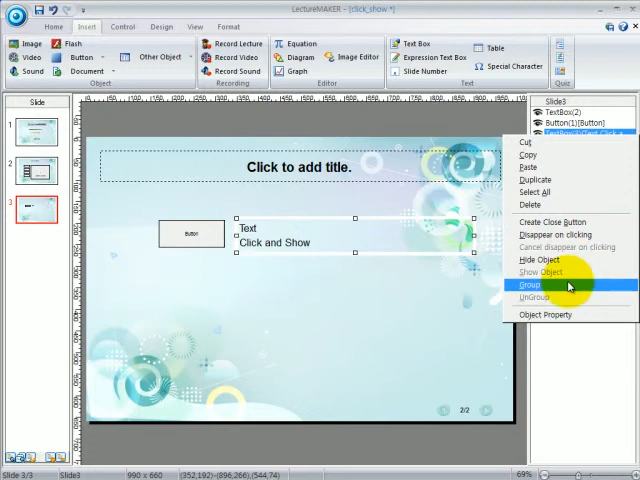 LectureMAKER - [click_show *]
Home Insert Control Design View Format
Image Flash Record Lecture Equation Text Box Table
Video Button Other Object Record Video Diagram Image Editor Expression Text Box Special Character
Sound Document Record Sound Graph Slide Number
Object Recording Editor Text Quiz
Slide
Slide3
TextBox(2)
Button(1)[Button]
Cut
Copy
Paste
Duplicate
Select All
Delete
Create Close Button
Disappear on clicking
Cancel disappear on clicking
Hide Object
Show Object
Group
UnGroup
Object Property
1
2
3
Click to add title.
Button
Text
Click and Show
2/2
Slide 3/3 Slide3 990 x 660 (352,192)~(896,266),(544,74) 69%